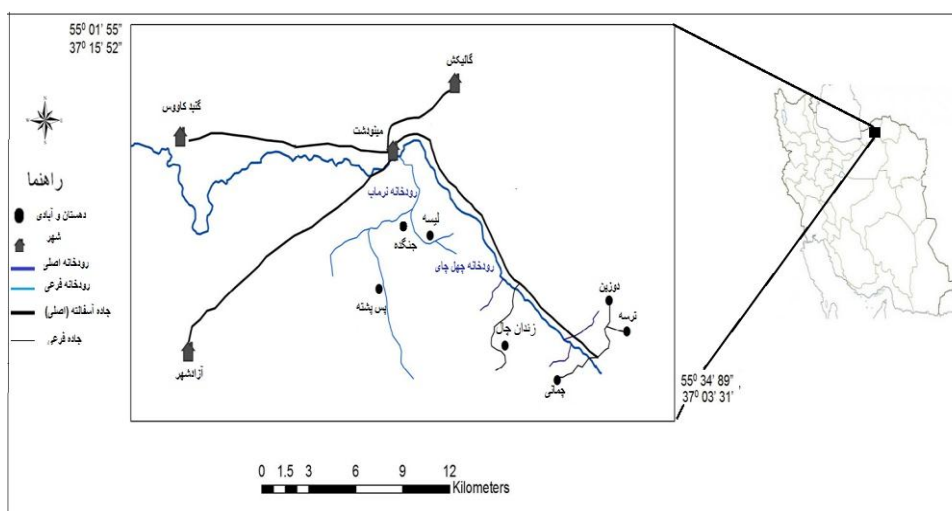 55⁰ 01’ 55”
37⁰ 15’ 52”
گالیکش
گنبد کاووس
مینودشت
راهنما
دهستان و آبادی
شهر
رودخانه اصلی
رودخانه فرعی
جاده آسفالته (اصلی)
جاده فرعی
رودخانه نرماب
لیسه
جنگده
رودخانه چهل چای
پس پشته
دوزین
ترسه
زندان چال
چمانی
آزادشهر
55⁰ 34’ 89” ,
37⁰ 03’ 31”
0 1.5 3 6 9 12
Kilometers